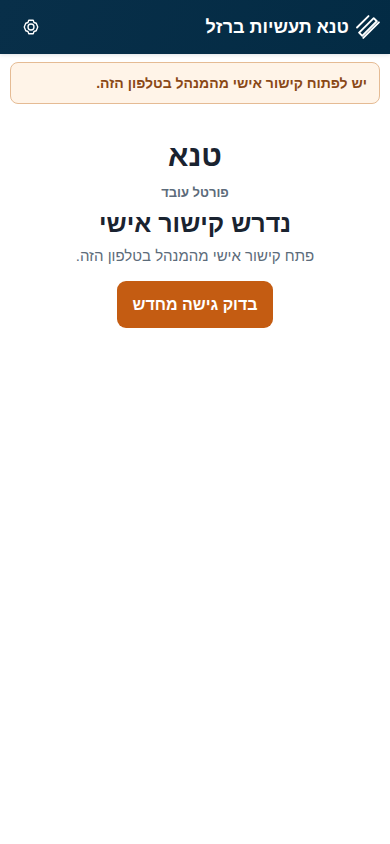 טנא תעשיות ברזל
יש לפתוח קישור אישי מהמנהל בטלפון הזה.
טנא
פורטל עובד
נדרש קישור אישי
פתח קישור אישי מהמנהל בטלפון הזה.
בדוק גישה מחדש